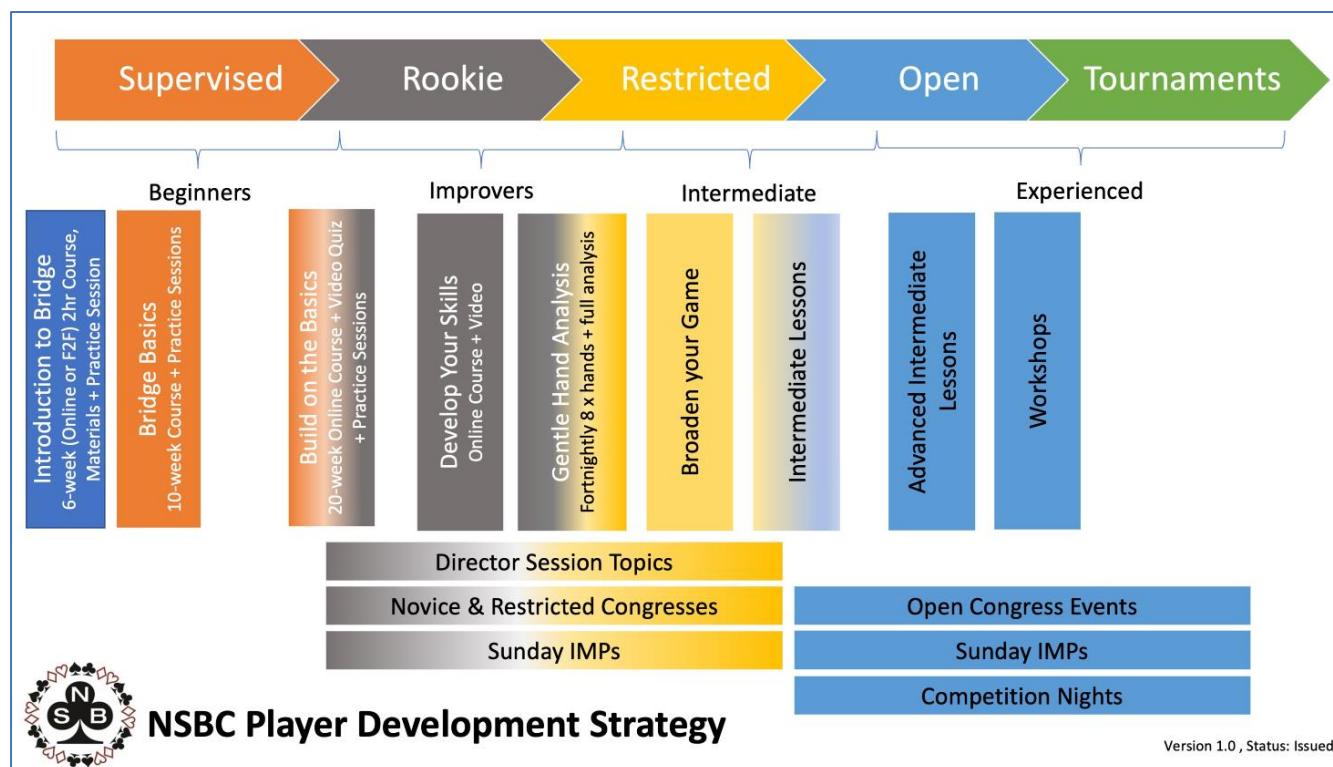 Supervised
Rookie
Restricted
Open
Tournaments
Beginners
Improvers
Intermediate
Experienced
Introduction to Bridge
6-week (Online or F2F) 2hr Course,
Materials + Practice Session
Bridge Basics
10-week Course + Practice Sessions
Build on the Basics
20-week Online Course + Video Quiz
+ Practice Sessions
Develop Your Skills
Online Course + Video
Gentle Hand Analysis
Fortnightly 8 x hands + full analysis
Broaden your Game
Intermediate Lessons
Advanced Intermediate
Lessons
Workshops
Director Session Topics
Novice & Restricted Congresses
Sunday IMPs
Open Congress Events
Sunday IMPs
Competition Nights
N
S B
NSBC Player Development Strategy
Version 1.0 , Status: Issued